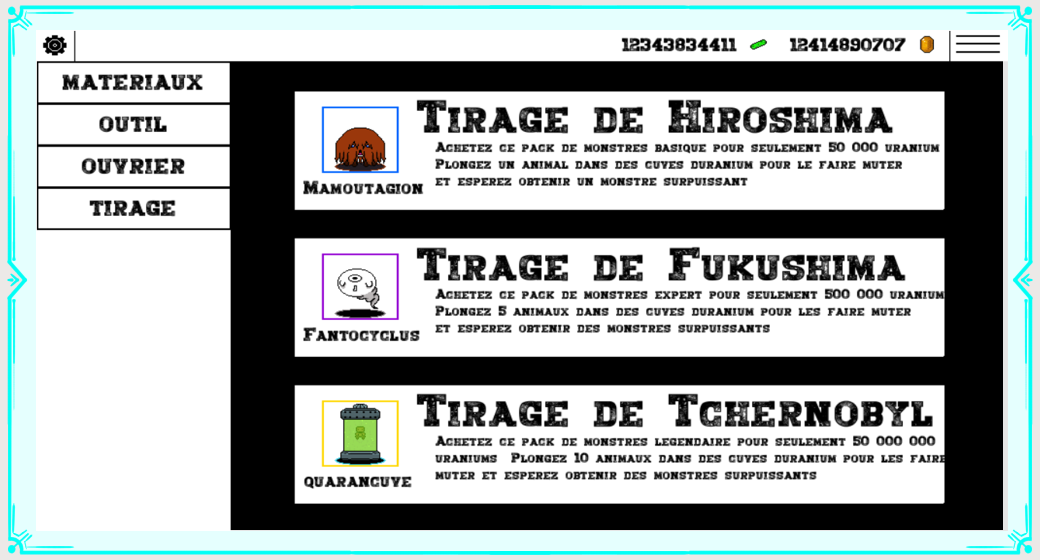 12343834411 12414890707
MATERIAUX
OUTIL
OUVRIER
TIRAGE
TIRAGE DE HIROSHIMA
ACHETEZ CE PACK DE MONSTRES BASIQUE POUR SEULEMENT 50 000 URANIUM
PLONGEZ UN ANIMAL DANS DES CUVES DURANIUM POUR LE FAIRE MUTER
ET ESPEREZ OBTENIR UN MONSTRE SURPUISSANT
MAMOUTAGION
TIRAGE DE FUKUSHIMA
ACHETEZ CE PACK DE MONSTRES EXPERT POUR SEULEMENT 500 000 URANIUM
PLONGEZ 5 ANIMAUX DANS DES CUVES DURANIUM POUR LES FAIRE MUTER
ET ESPEREZ OBTENIR DES MONSTRES SURPUISSANTS
FANTOCYCLUS
TIRAGE DE TCHERNOBYL
ACHETEZ CE PACK DE MONSTRES LEGENDAIRE POUR SEULEMENT 50 000 000
URANIUMS PLONGEZ 10 ANIMAUX DANS DES CUVES DURANIUM POUR LES FAIRE
MUTER ET ESPEREZ OBTENIR DES MONSTRES SURPUISSANTS
QUARANCUVE